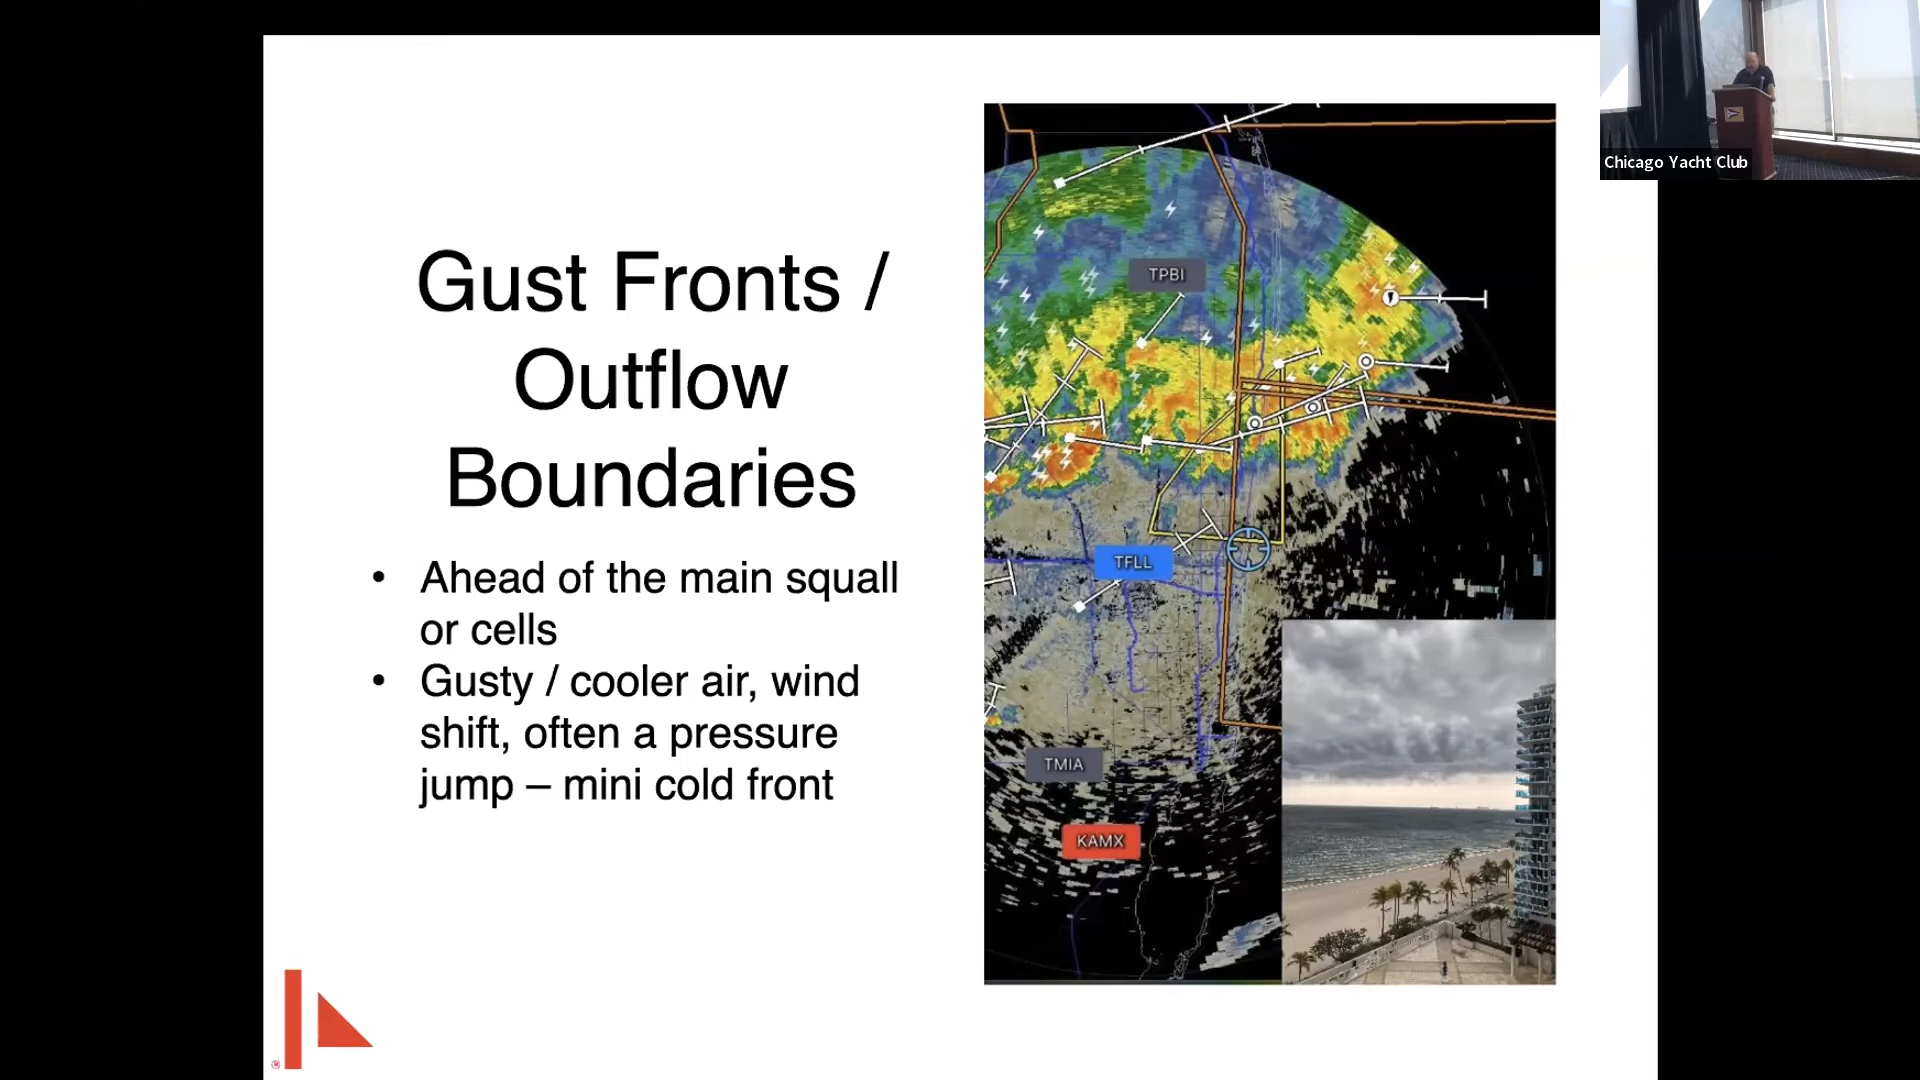 Chicago Yacht Club
Gust Fronts /
Outflow
Boundaries
• Ahead of the main squall
or cells
• Gusty / cooler air, wind
shift, often a pressure
jump – mini cold front
TPBI
TFLL
TMIA
KAMX